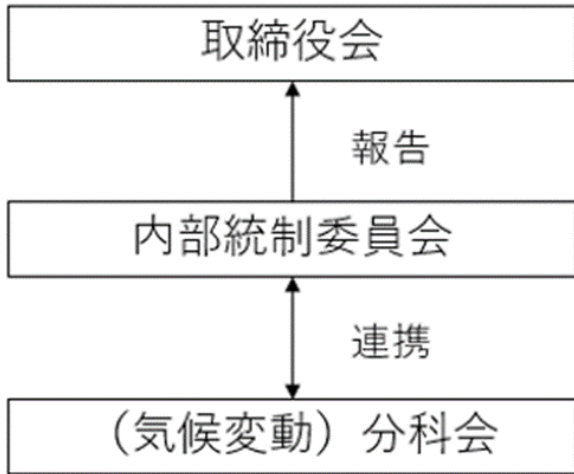 取締役会
報告
内部統制委員会
連携
（気候変動）分科会